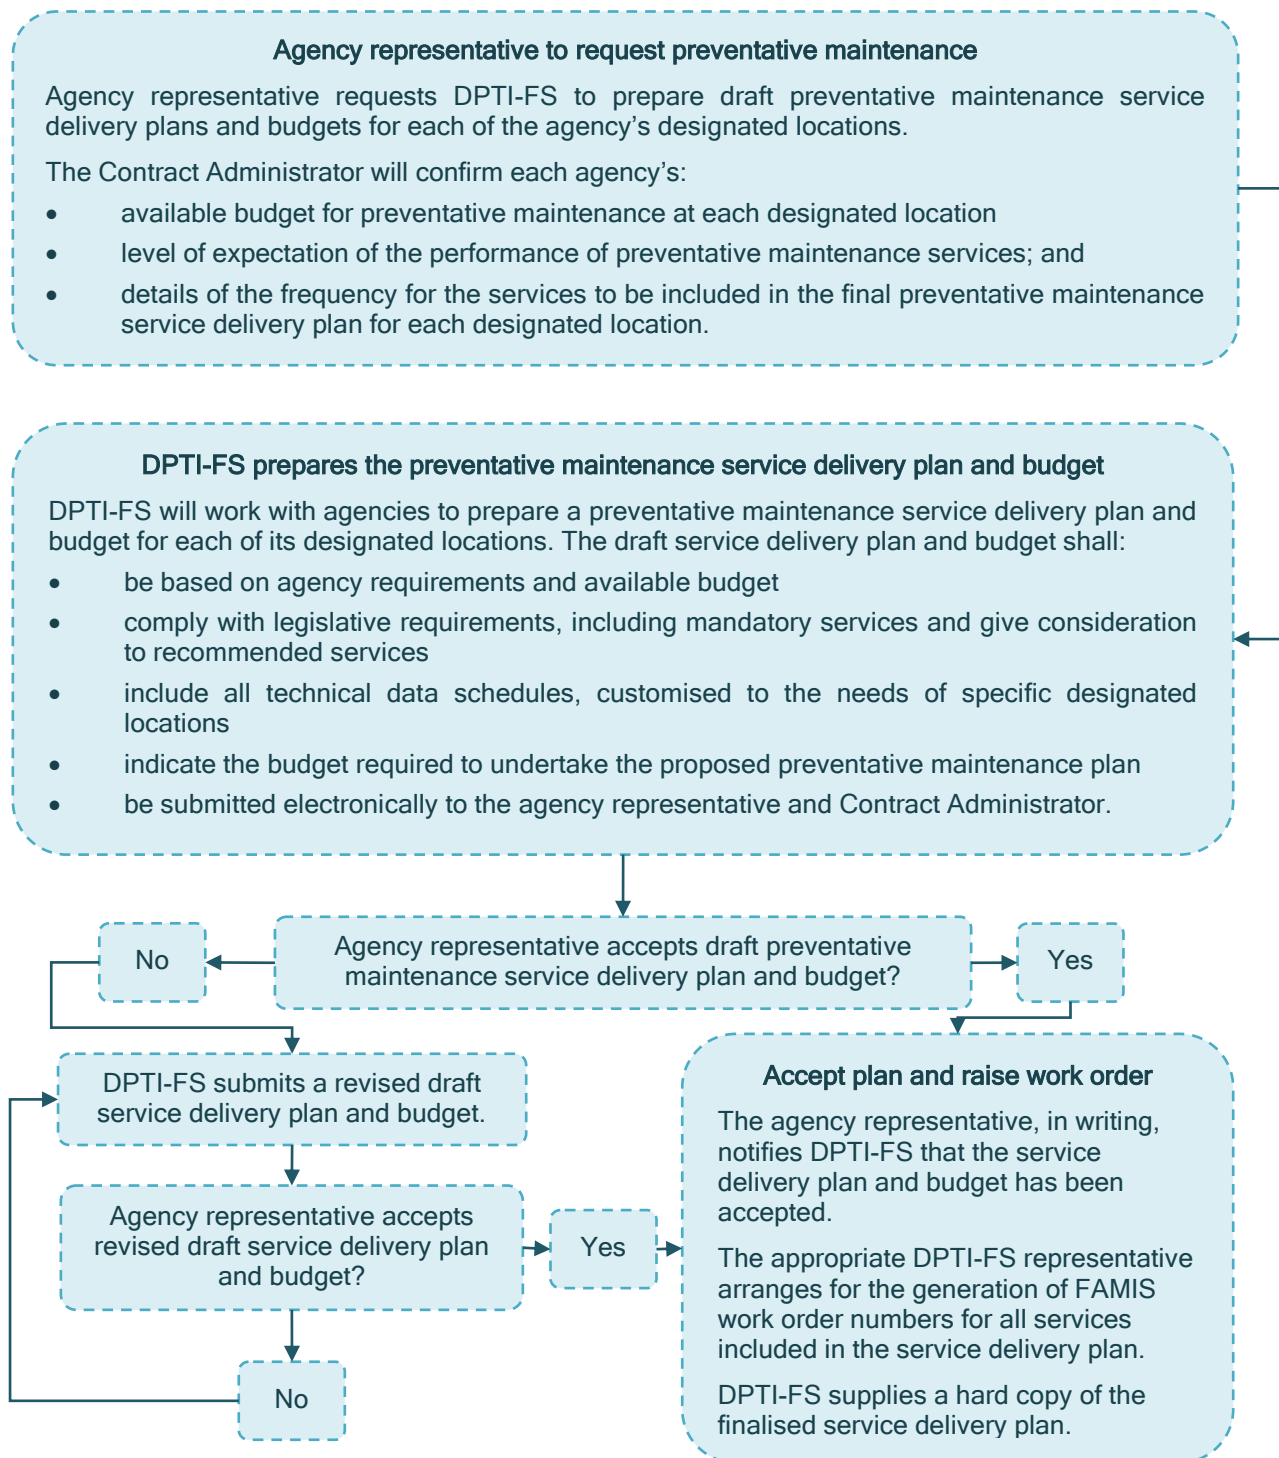 Agency representative to request preventative maintenance
Agency representative requests DPTI-FS to prepare draft preventative maintenance service
delivery plans and budgets for each of the agency's designated locations.
The Contract Administrator will confirm each agency's:
• available budget for preventative maintenance at each designated location
• level of expectation of the performance of preventative maintenance services; and
• details of the frequency for the services to be included in the final preventative maintenance
service delivery plan for each designated location.
DPTI-FS prepares the preventative maintenance service delivery plan and budget
DPTI-FS will work with agencies to prepare a preventative maintenance service delivery plan and
budget for each of its designated locations. The draft service delivery plan and budget shall:
• be based on agency requirements and available budget
• comply with legislative requirements, including mandatory services and give consideration
to recommended services
• include all technical data schedules, customised to the needs of specific designated
locations
• indicate the budget required to undertake the proposed preventative maintenance plan
• be submitted electronically to the agency representative and Contract Administrator.
No
Agency representative accepts draft preventative
maintenance service delivery plan and budget?
Yes
DPTI-FS submits a revised draft
service delivery plan and budget.
Agency representative accepts
revised draft service delivery plan
and budget?
Yes
No
Accept plan and raise work order
The agency representative, in writing,
notifies DPTI-FS that the service
delivery plan and budget has been
accepted.
The appropriate DPTI-FS representative
arranges for the generation of FAMIS
work order numbers for all services
included in the service delivery plan.
DPTI-FS supplies a hard copy of the
finalised service delivery plan.